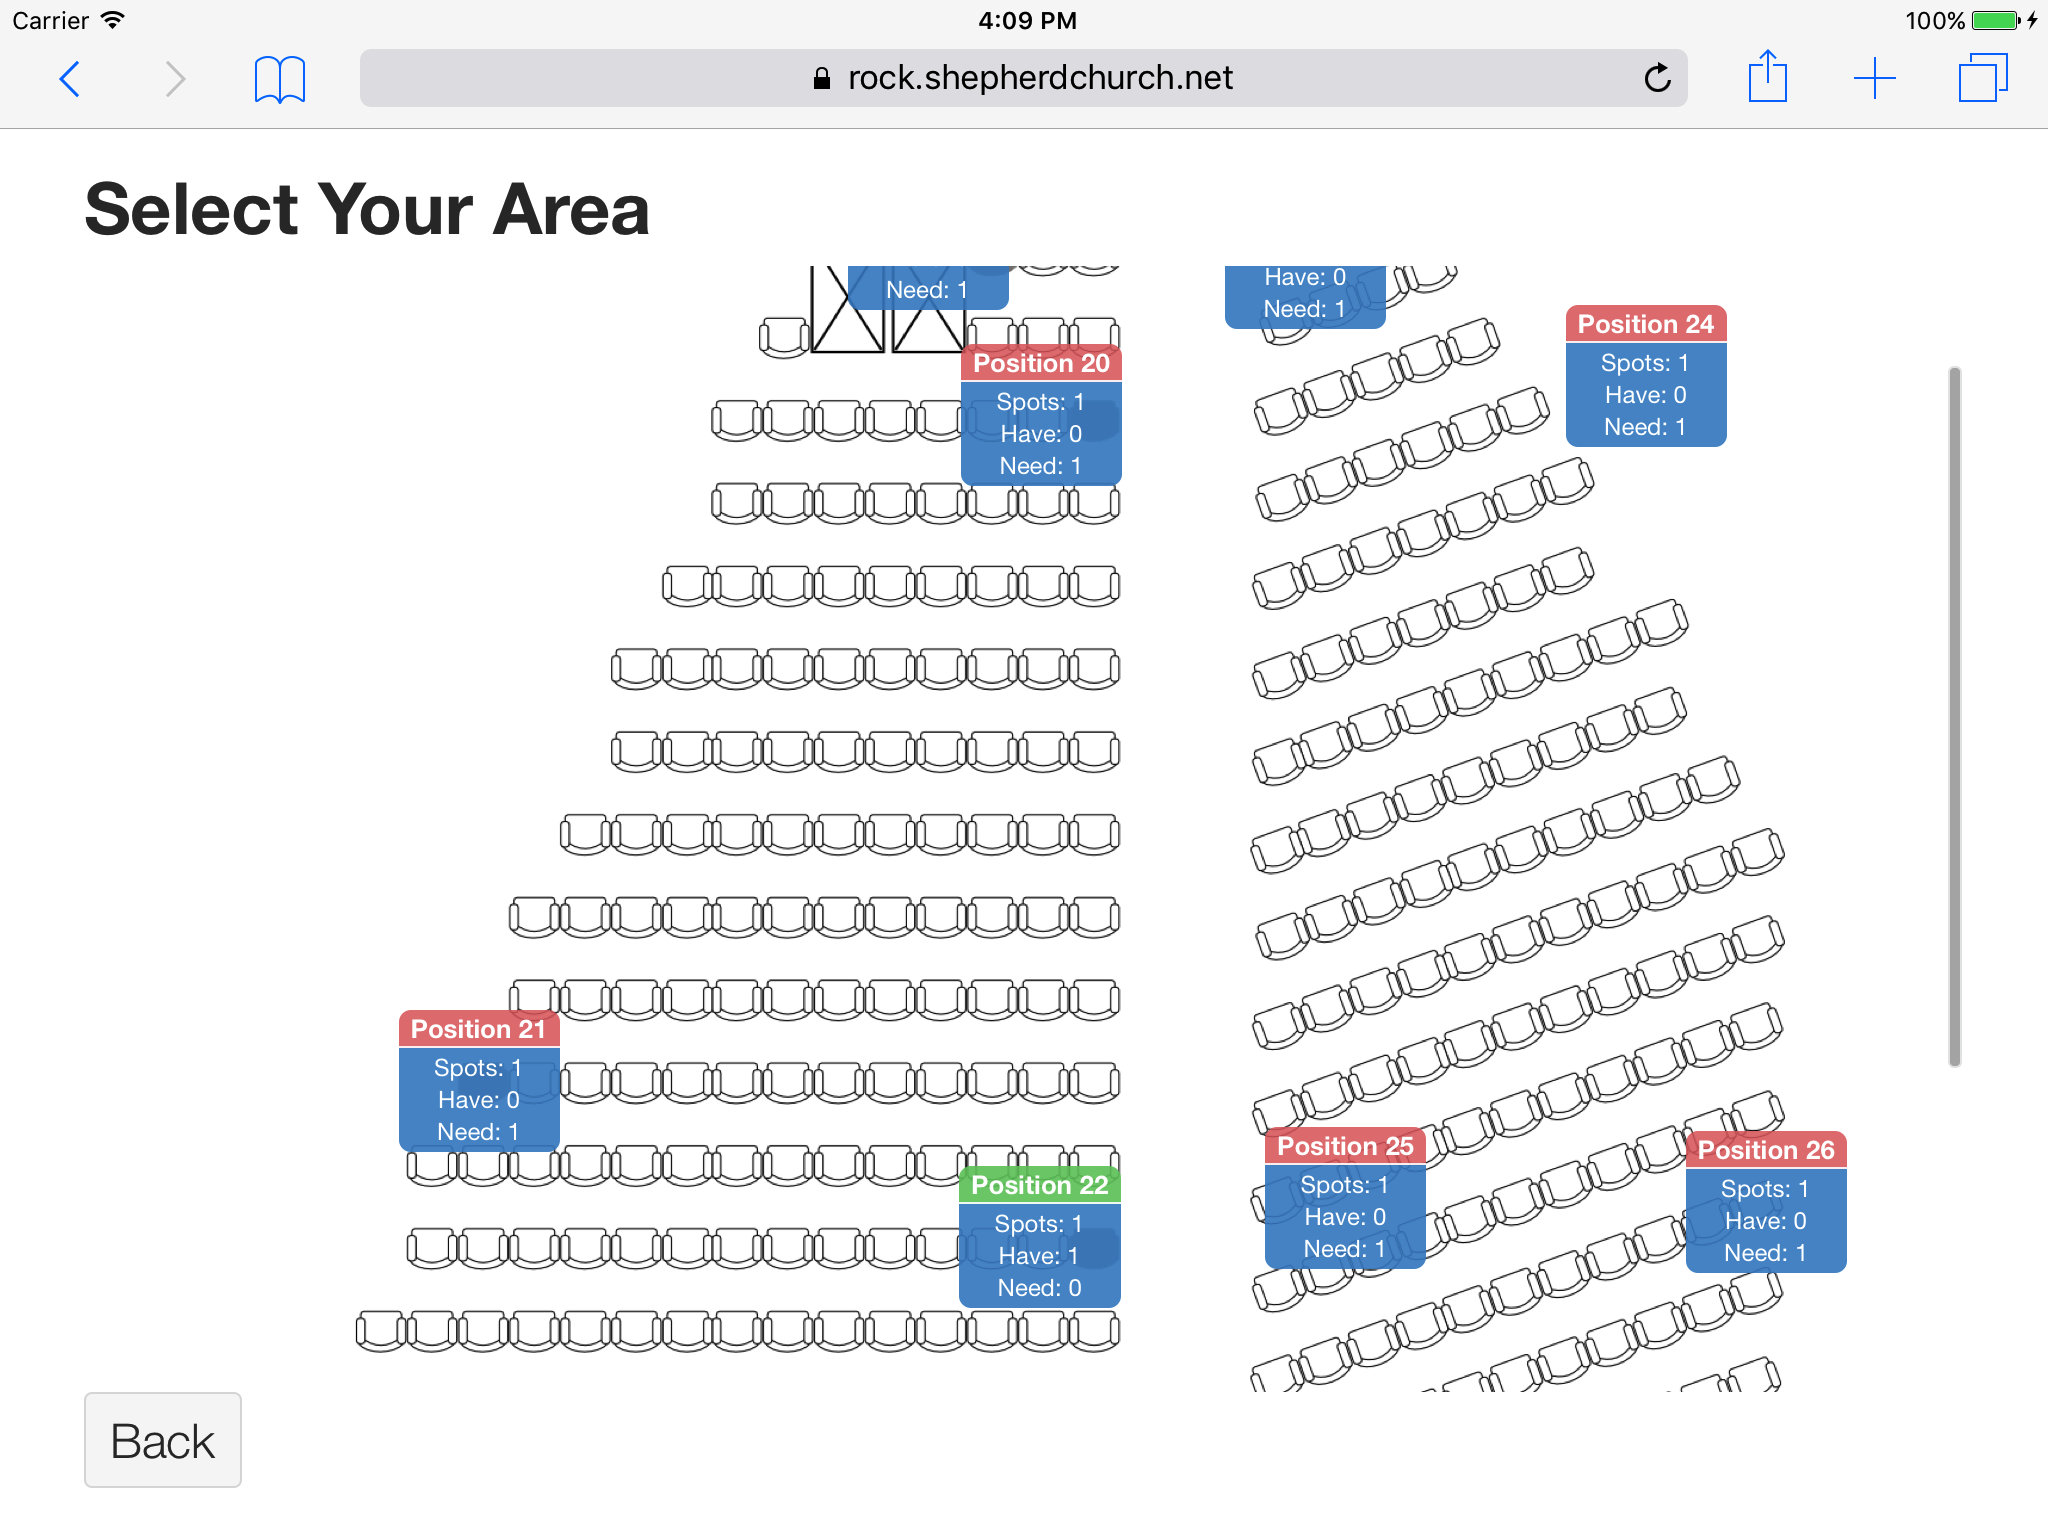 Carrier
4:09 PM
100%
rock.shepherdchurch.net
Select Your Area
Need: 1
Have: 0
Need: 1
Position 24
Spots: 1
Have: 0
Need: 1
Position 20
Spots: 1
Have: 0
Need: 1
Position 21
Spots: 1
Have: 0
Need: 1
Position 22
Spots: 1
Have: 1
Need: 0
Position 25
Spots: 1
Have: 0
Need: 1
Position 26
Spots: 1
Have: 0
Need: 1
Back